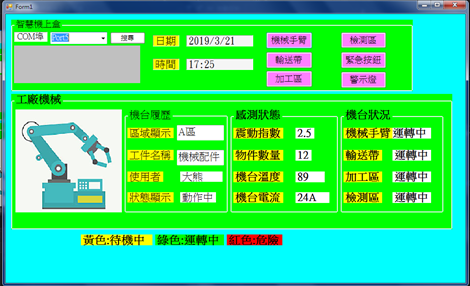 Form1
智慧機上盒
COM埠 Port5 搜尋
日期 2019/3/21
時間 17:25
機械手臂 檢測區
輸送帶 緊急按鈕
加工區 警示燈
工廠機械
機台履歷
區域顯示 A區
工件名稱 機械配件
使用者 大熊
狀態顯示 動作中
感測狀態
震動指數 2.5
物件數量 12
機台溫度 89
機台電流 24A
機台狀況
機械手臂 運轉中
輸送帶 運轉中
加工區 運轉中
檢測區 運轉中
黃色:待機中 綠色:運轉中 紅色:危險